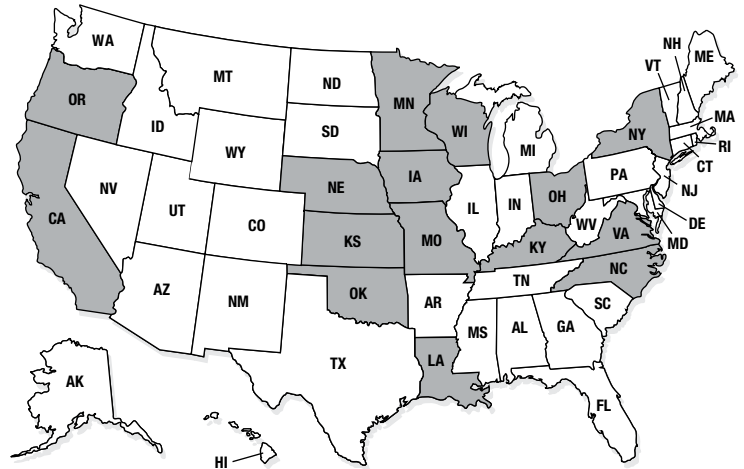 WA
MT
ND
MN
OR
ID
SD
WI
WY
MI
NH
ME
VT
NY
MA
RI
CT
PA
NJ
NV
UT
CO
NE
IA
IL
IN
OH
WV
VA
DE
MD
CA
KS
MO
KY
NC
AZ
NM
OK
AR
TN
SC
MS
AL
GA
TX
LA
FL
AK
HI